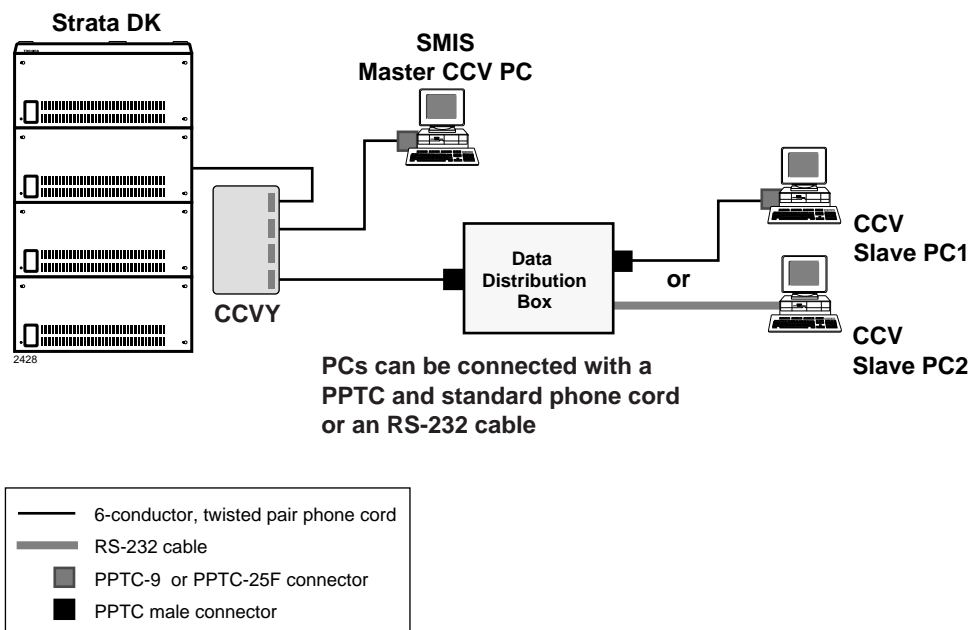 Strata DK
SMIS
Master CCV PC
CCVY
Data
Distribution
Box
or
CCV
Slave PC1
CCV
Slave PC2
2428
PCs can be connected with a
PPTC and standard phone cord
or an RS-232 cable
6-conductor, twisted pair phone cord
RS-232 cable
PPTC-9 or PPTC-25F connector
PPTC male connector